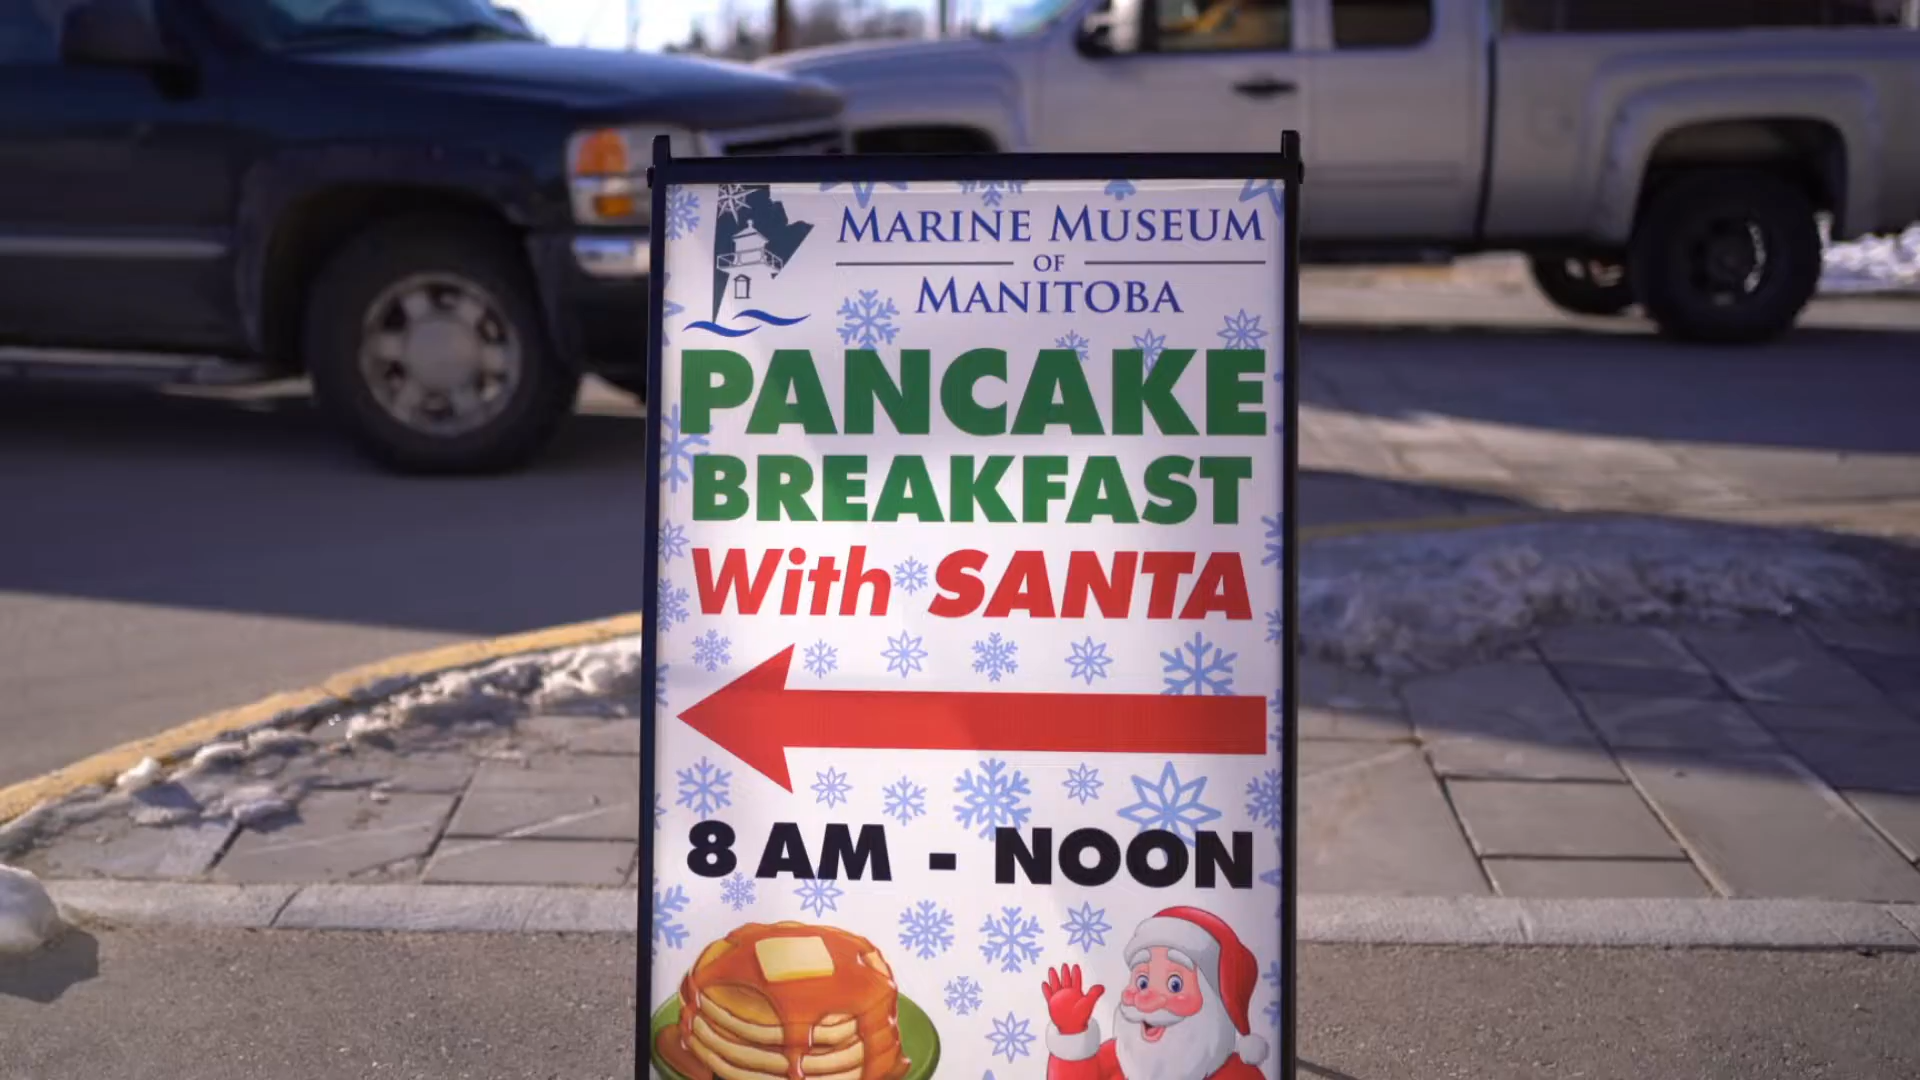 MARINE MUSEUM
OF
MANITOBA
PANCAKE
BREAKFAST
With SANTA
8 AM - NOON